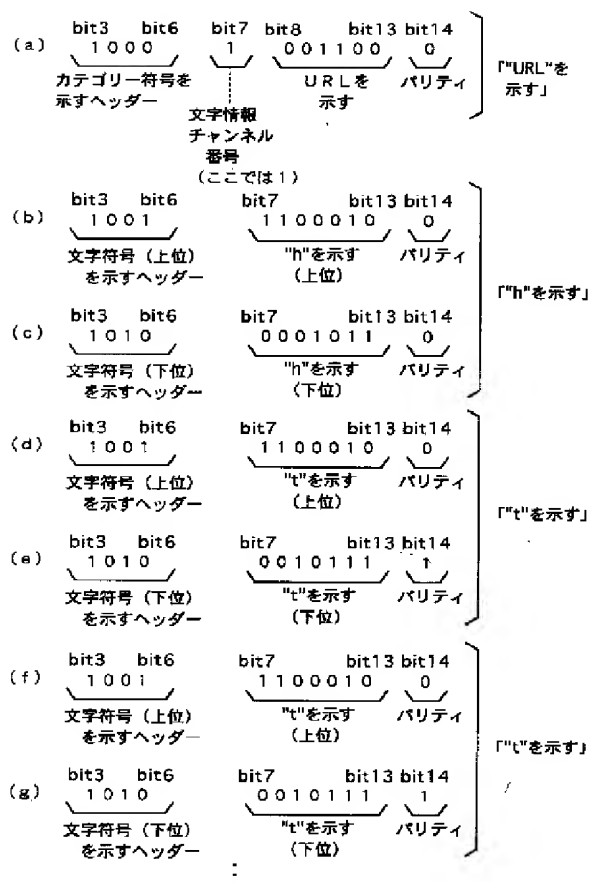 (a) bit3 bit6 bit7 bit8 bit13 bit14
1000 1 001100 0
カテゴリー符号を URLを パリティ 「"URL"を
示すヘッダー 示す 示す」
文字情報
チャンネル
番号
(ここでは1)
bit3 bit6 bit7 bit13 bit14
(b) 1001 1100010 0
文字符号(上位) "h"を示す パリティ
を示すヘッダー (上位)
「"h"を示す」
bit3 bit6 bit7 bit13 bit14
(c) 1010 0001011 0
文字符号(下位) "h"を示す パリティ
を示すヘッダー (下位)
bit3 bit6 bit7 bit13 bit14
(d) 1001 1100010 0
文字符号(上位) "t"を示す パリティ
を示すヘッダー (上位)
「"t"を示す」
bit3 bit6 bit7 bit13 bit14
(e) 1010 0010111 1
文字符号(下位) "t"を示す パリティ
を示すヘッダー (下位)
bit3 bit6 bit7 bit13 bit14
(f) 1001 1100010 0
文字符号(上位) "t"を示す パリティ
を示すヘッダー (上位)
「"t"を示す」
bit3 bit6 bit7 bit13 bit14
(g) 1010 0010111 1
文字符号(下位) "t"を示す パリティ
を示すヘッダー (下位)
: